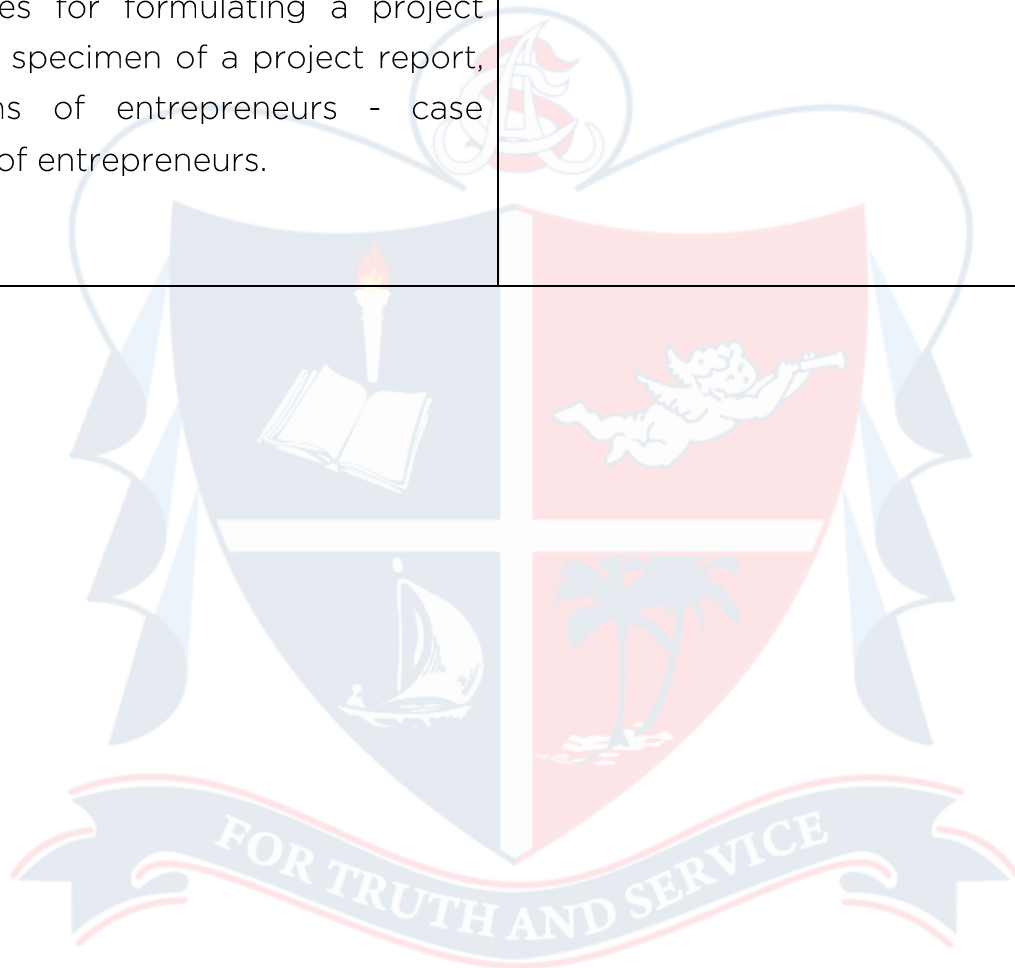 es for formulating a project
specimen of a project report,
ns of entrepreneurs - case
of entrepreneurs.
FOR TRUTH AND SERVICE